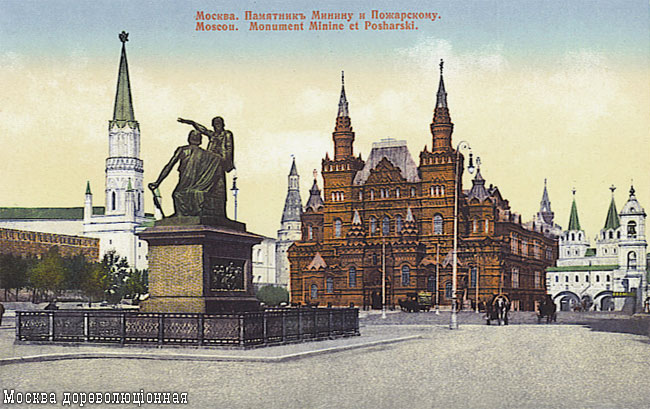 Москва. Памятникъ Минину и Пожарскому.
Moscou. Monument Minine et Posharski.
Москва дореволюціонная